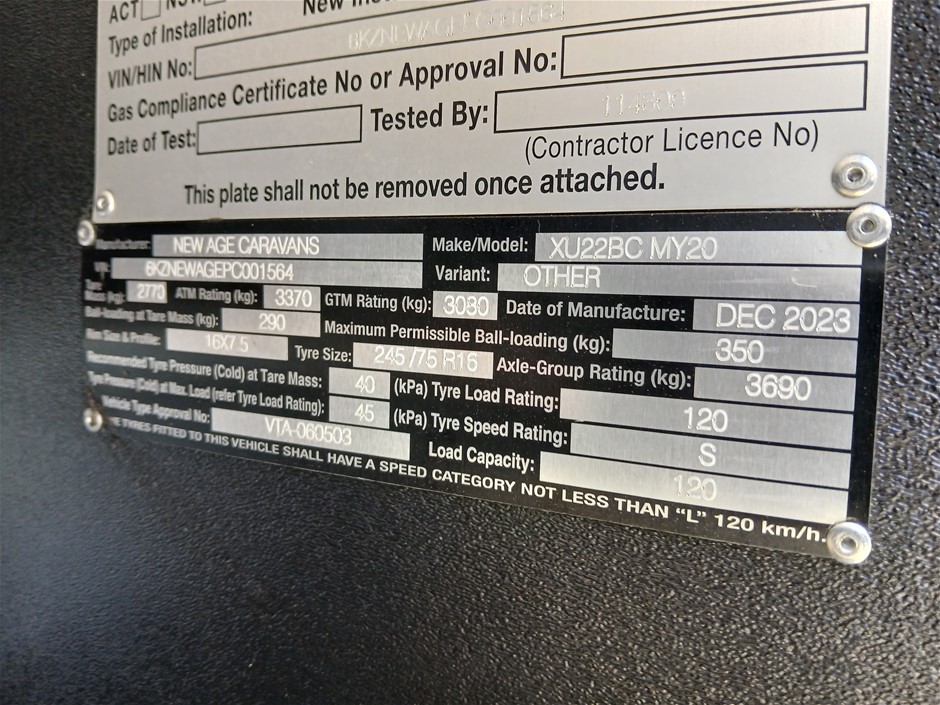 ACT NSW
Type of Installation: New
VIN/HIN No: 6KZNEWAGEPC001564
Gas Compliance Certificate No or Approval No:
Date of Test: Tested By:
(Contractor Licence No)
This plate shall not be removed once attached.
Manufacturer: NEW AGE CARAVANS Make/Model: XU22BC MY20
VIN: 6KZNEWAGEPC001564 Variant: OTHER
Tare Mass (kg): 2770 ATM Rating (kg): 3370 GTM Rating (kg): 3080 Date of Manufacture: DEC 2023
Ball-loading at Tare Mass (kg): 290 Maximum Permissible Ball-loading (kg): 350
Rim Size & Profile: 16X7.5 Tyre Size: 245/75 R16 Axle-Group Rating (kg): 3690
Recommended Tyre Pressure (Cold) at Tare Mass: 40 (kPa) Tyre Load Rating: 120
Tyre Pressure (Cold) at Max. Load (refer Tyre Load Rating): 45 (kPa) Tyre Speed Rating: S
Vehicle Type Approval No: VTA-060503 Load Capacity: 120
TYRES FITTED TO THIS VEHICLE SHALL HAVE A SPEED CATEGORY NOT LESS THAN “L” 120 km/h.